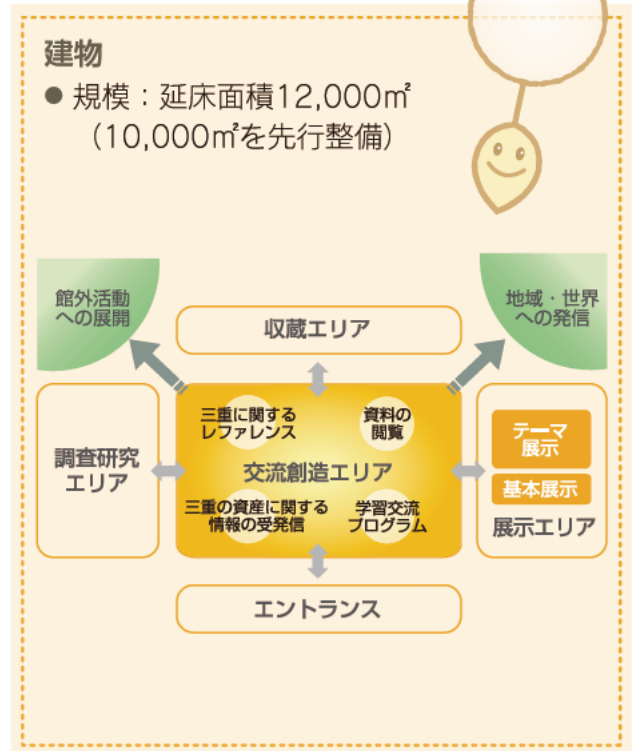 建物
● 規模：延床面積12,000㎡
（10,000㎡を先行整備）
館外活動
への展開
地域・世界
への発信
収蔵エリア
三重に関する
レファレンス
資料の
閲覧
調査研究
エリア
交流創造エリア
テーマ
展示
基本展示
展示エリア
三重の資産に関する
情報の受発信
学習交流
プログラム
エントランス